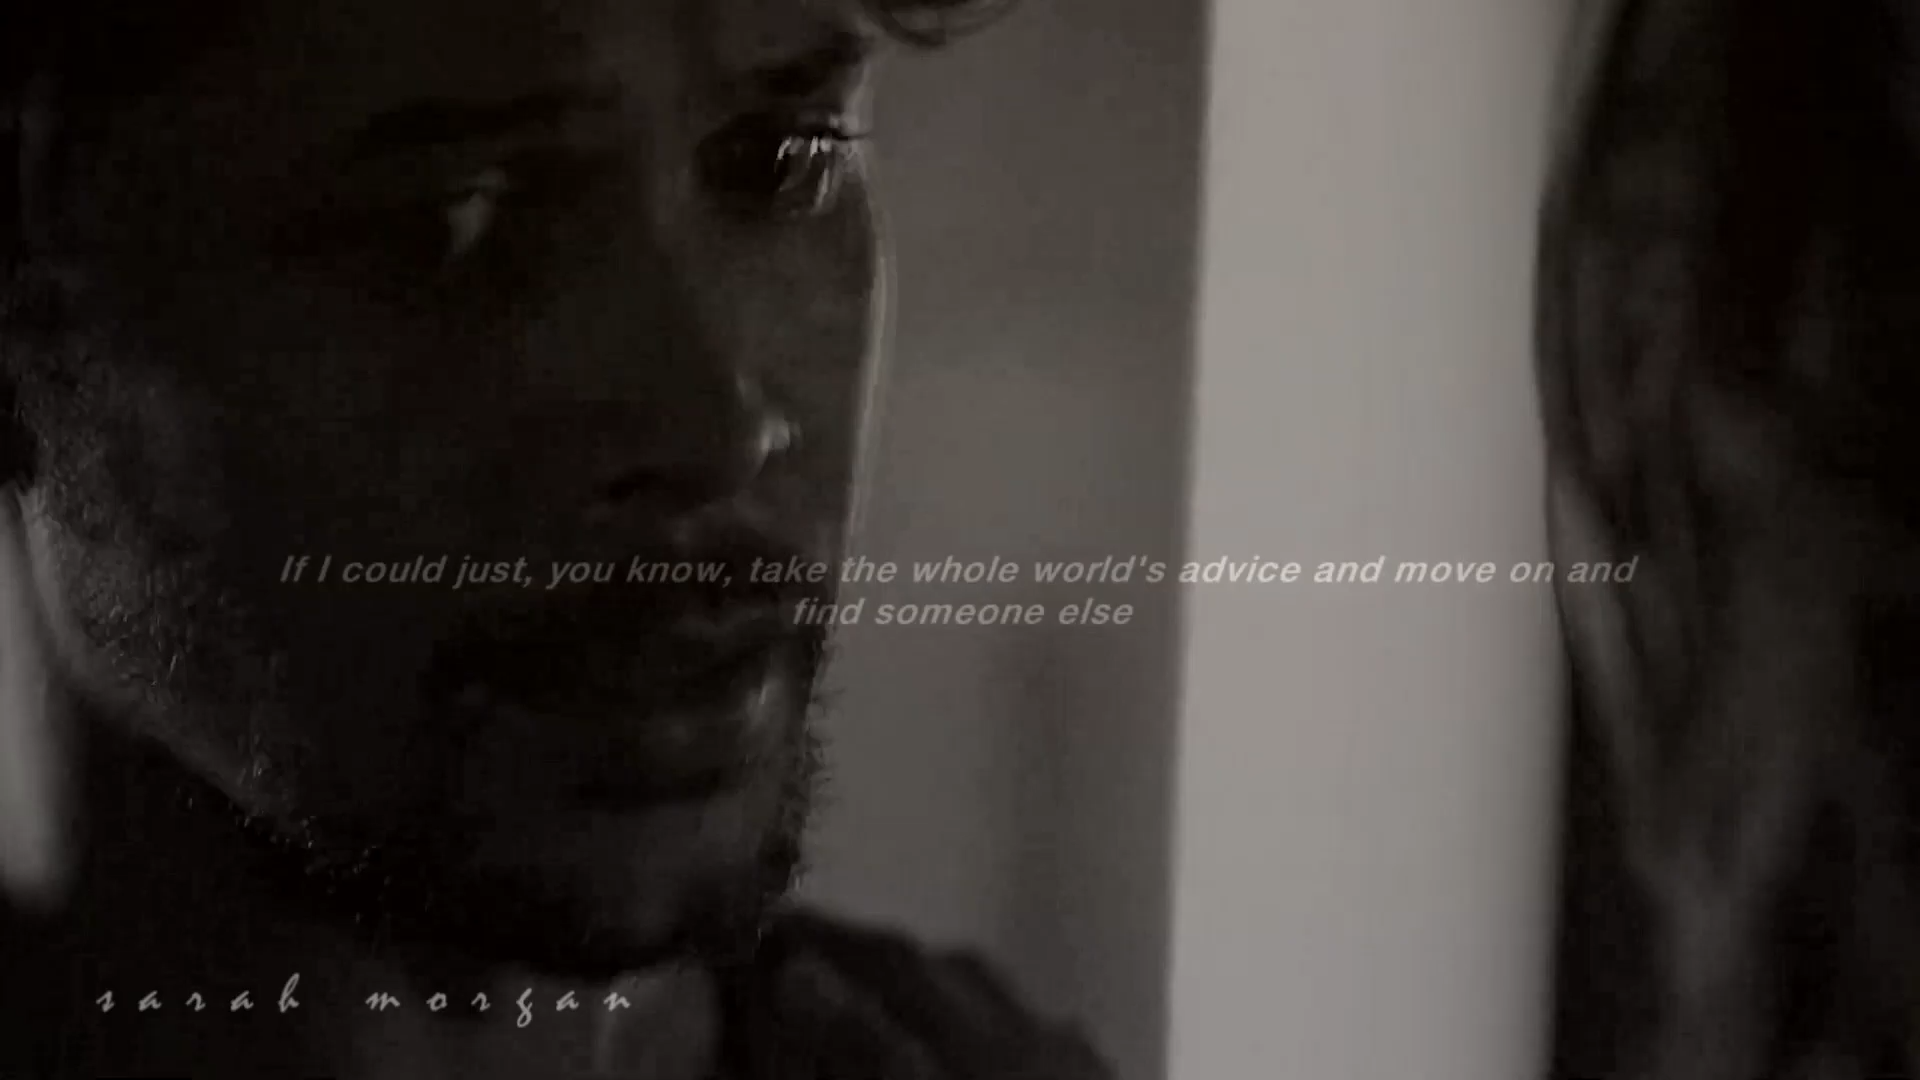 If I could just, you know, take the whole world's advice and move on and
find someone else
sarah morgan